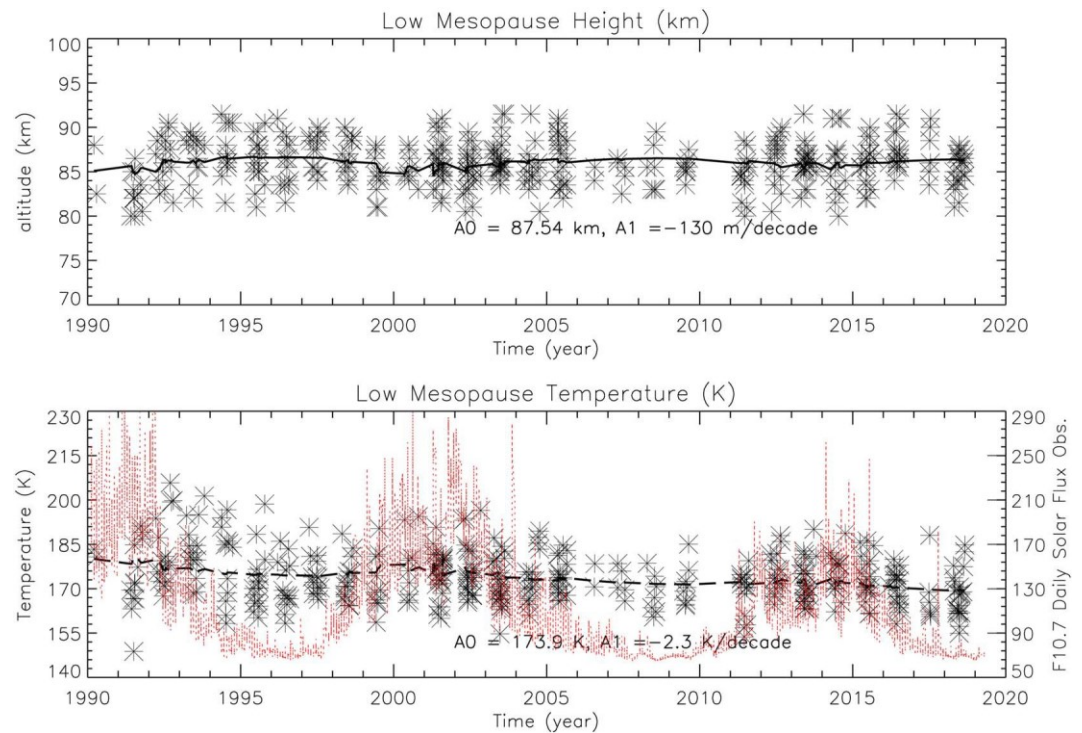 Low Mesopause Height (km)
100
95
90
85
80
75
70
altitude (km)
A0 = 87.54 km, A1 =-130 m/decade
1990 1995 2000 2005 2010 2015 2020
Time (year)
Low Mesopause Temperature (K)
230
215
200
185
170
155
140
Temperature (K)
290
250
210
170
130
90
50
F10.7 Daily Solar Flux Obs.
A0 = 173.9 K, A1 =-2.3 K/decade
1990 1995 2000 2005 2010 2015 2020
Time (year)